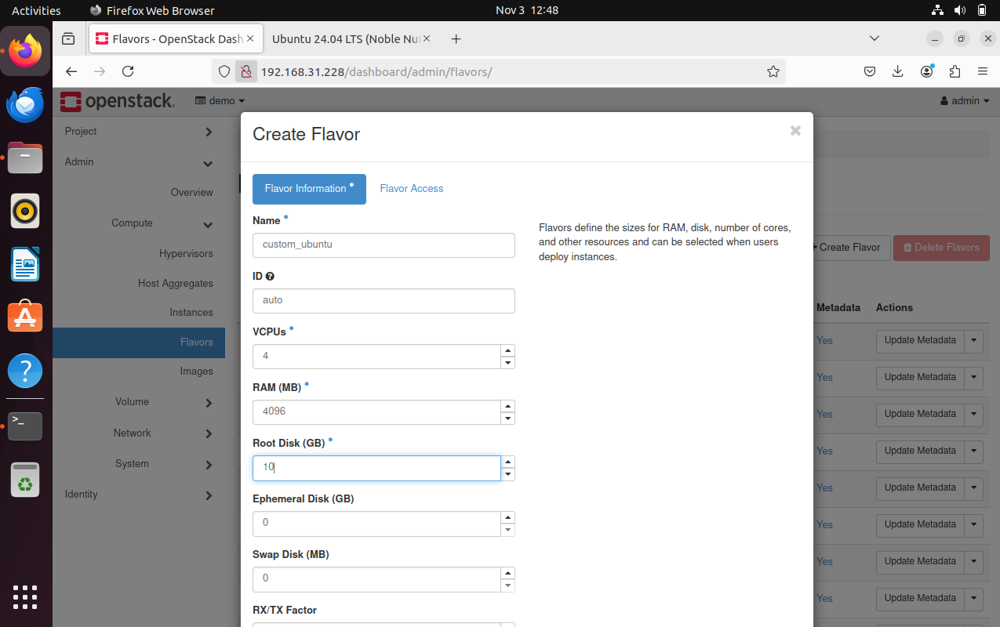 Activities
Firefox Web Browser
Nov 3 12:48
Flavors - OpenStack Dash
Ubuntu 24.04 LTS (Noble Nu
192.168.31.228/dashboard/admin/flavors/
openstack.
demo
admin
Project
Admin
Overview
Compute
Hypervisors
Host Aggregates
Instances
Flavors
Images
Volume
Network
System
Identity
Create Flavor
Flavor Information *
Flavor Access
Name *
custom_ubuntu
ID
auto
VCPUs *
4
RAM (MB) *
4096
Root Disk (GB) *
10
Ephemeral Disk (GB)
0
Swap Disk (MB)
0
RX/TX Factor
Flavors define the sizes for RAM, disk, number of cores,
and other resources and can be selected when users
deploy instances.
Create Flavor
Delete Flavors
Metadata Actions
Yes Update Metadata
Yes Update Metadata
Yes Update Metadata
Yes Update Metadata
Yes Update Metadata
Yes Update Metadata
Yes Update Metadata
Yes Update Metadata